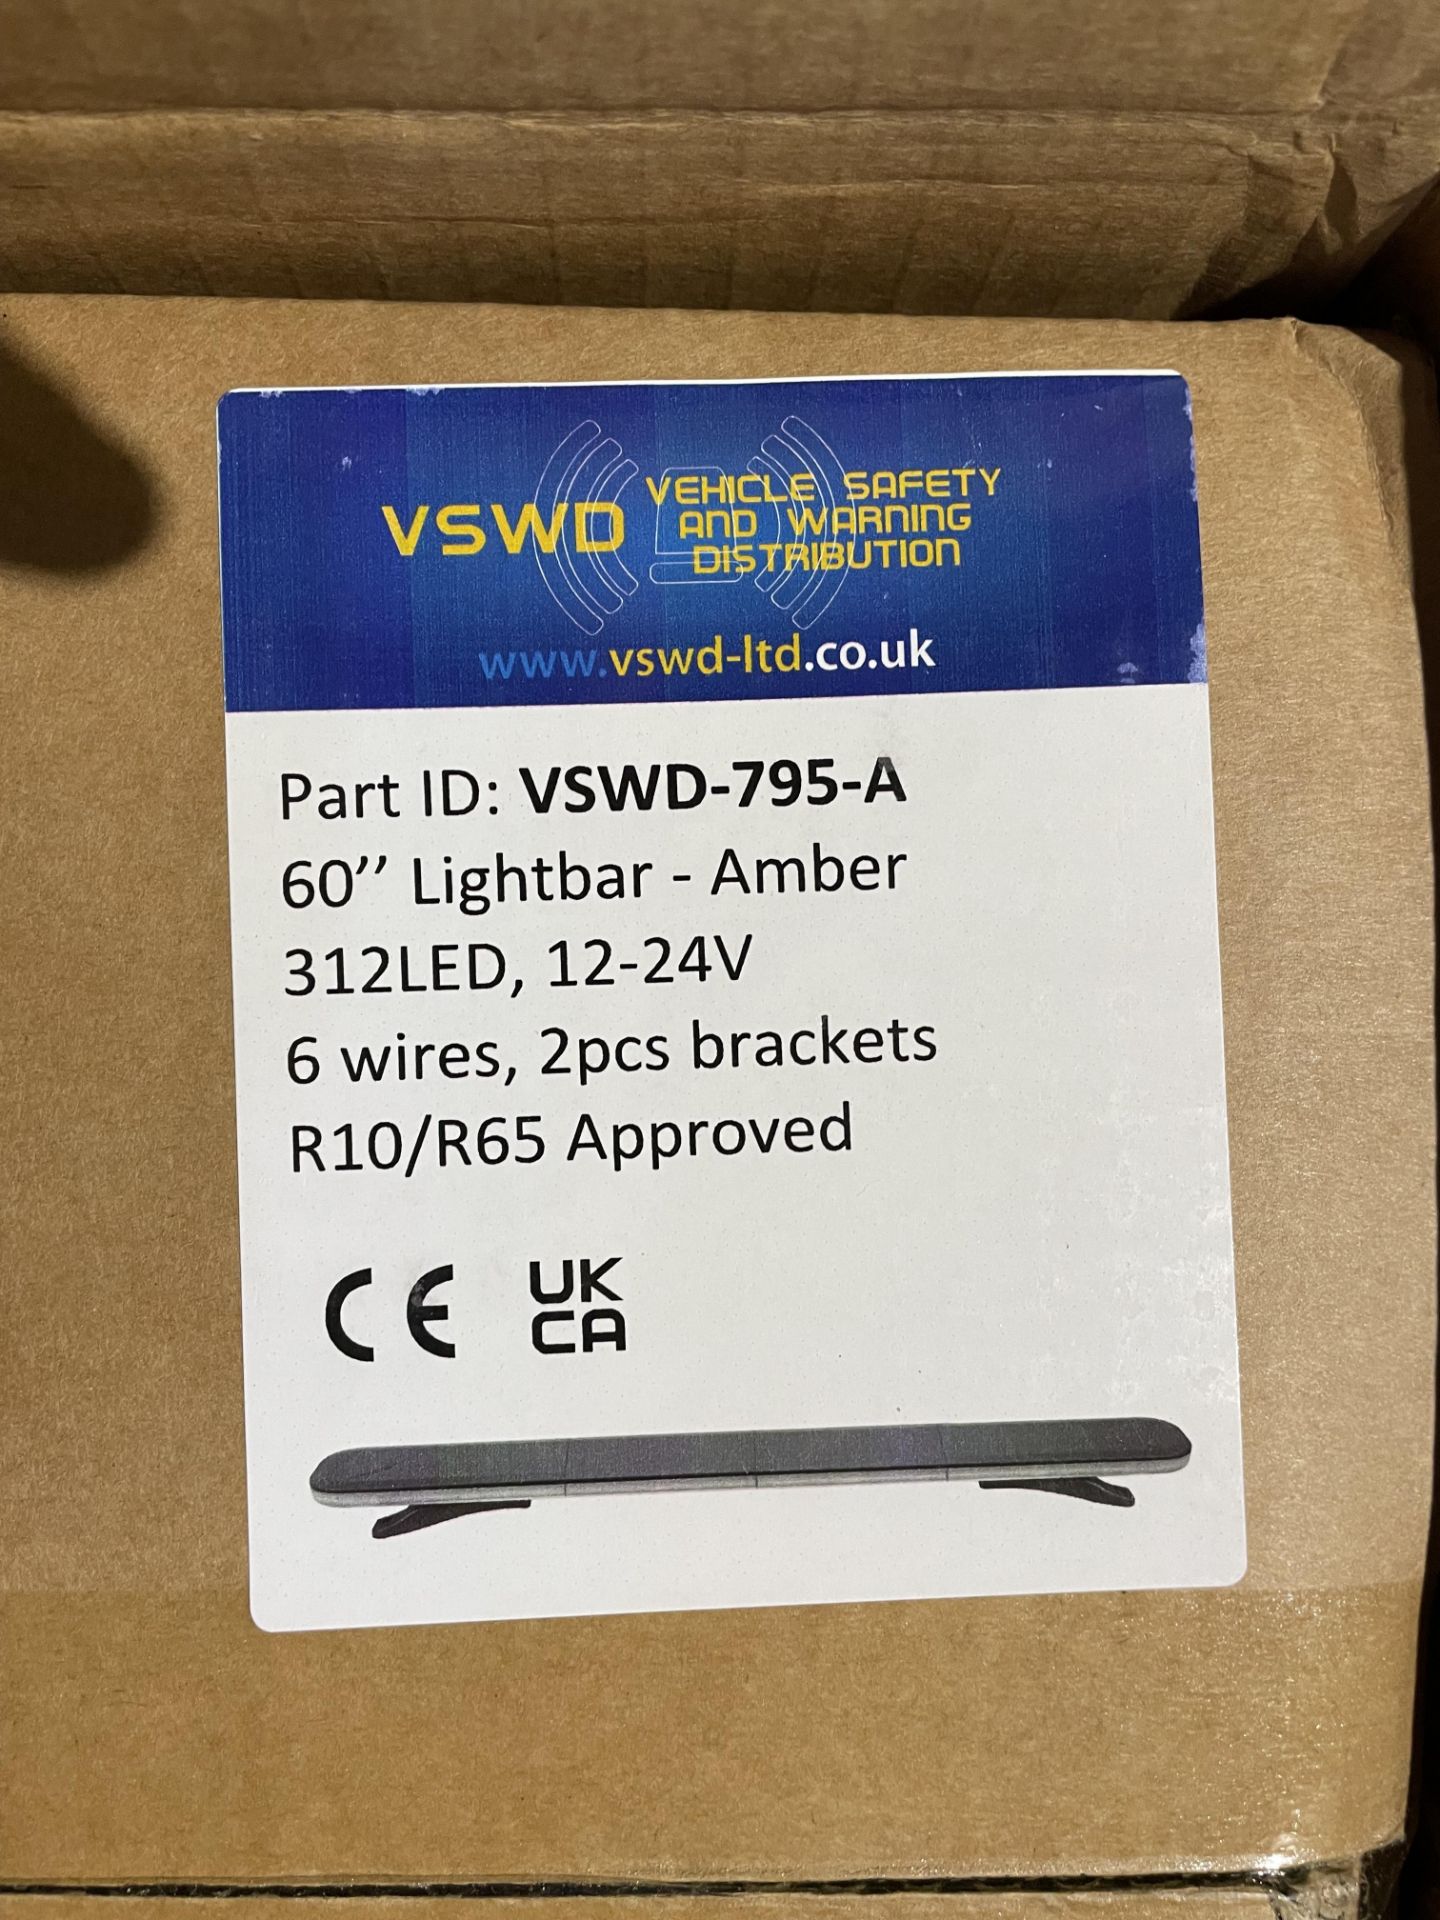 VSWD VEHICLE SAFETY
AND WARNING
DISTRIBUTION
www.vswd-ltd.co.uk
Part ID: VSWD-795-A
60’’ Lightbar - Amber
312LED, 12-24V
6 wires, 2pcs brackets
R10/R65 Approved
CE UK
CA